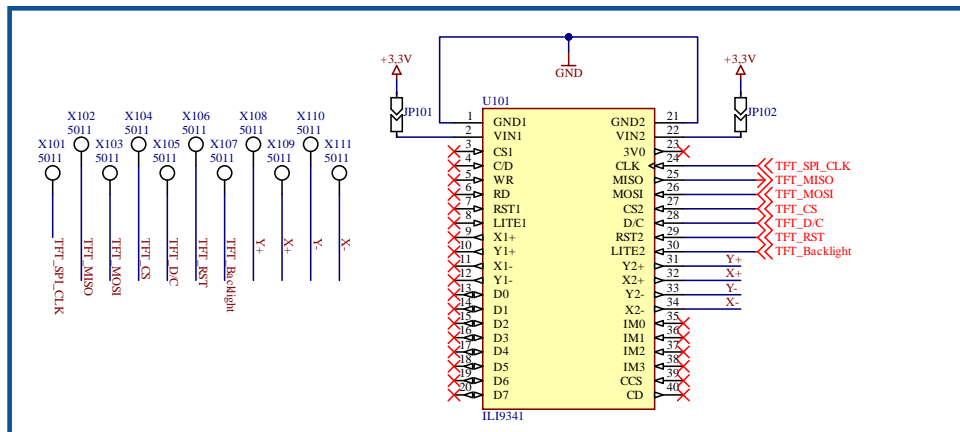 X102
5011
X104
5011
X106
5011
X108
5011
X110
5011
X101
5011
X103
5011
X105
5011
X107
5011
X109
5011
X111
5011
TFT_SPI_CLK
TFT_MISO
TFT_MOSI
TFT_CS
TFT_D/C
TFT_RST
TFT_Backlight
Y+
X+
Y-
X-
+3,3V
GND
+3,3V
JP101
JP102
U101
1 GND1 GND2 21
2 VIN1 VIN2 22
3 CS1 3V0 23
4 C/D CLK 24 TFT_SPI_CLK
5 WR MISO 25 TFT_MISO
6 RD MOSI 26 TFT_MOSI
7 RST1 CS2 27 TFT_CS
8 LITE1 D/C 28 TFT_D/C
9 X1+ RST2 29 TFT_RST
10 Y1+ LITE2 30 TFT_Backlight
11 X1- Y2+ 31 Y+
12 Y1- X2+ 32 X+
13 D0 Y2- 33 Y-
14 D1 X2- 34 X-
15 D2 IM0 35
16 D3 IM1 36
17 D4 IM2 37
18 D5 IM3 38
19 D6 CCS 39
20 D7 CD 40
ILI9341